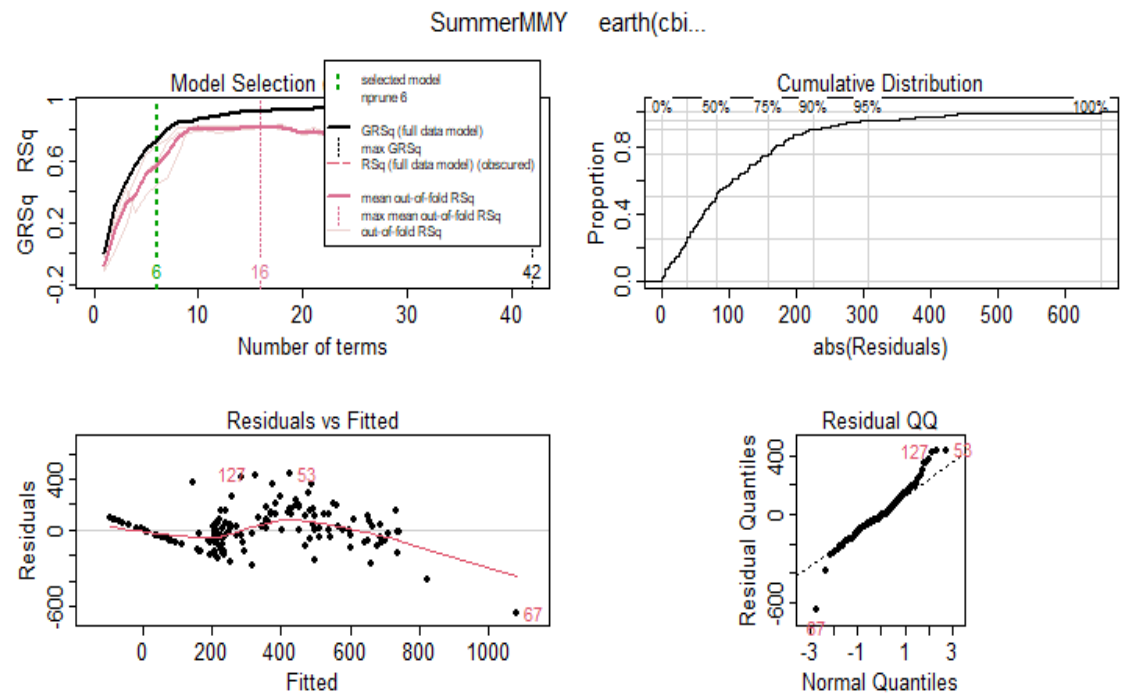 SummerMMY earth(cbi...
Model Selection
selected model
nprune 6
GRSq (full data model)
max GRSq
RSq (full data model) (obscured)
mean out-of-fold RSq
max mean out-of-fold RSq
out-of-fold RSq
GRSq RSq
-0.2 0.2 0.6 1
6 16 42
0 10 20 30 40
Number of terms
Cumulative Distribution
0% 50% 75% 90% 95% 100%
Proportion
0.0 0.4 0.8
0 100 200 300 400 500 600
abs(Residuals)
Residuals vs Fitted
127 53
67
Residuals
-600 0 400
0 200 400 600 800 1000
Fitted
Residual QQ
127 53
67
Residual Quantiles
-600 0 400
-3 -1 1 3
Normal Quantiles